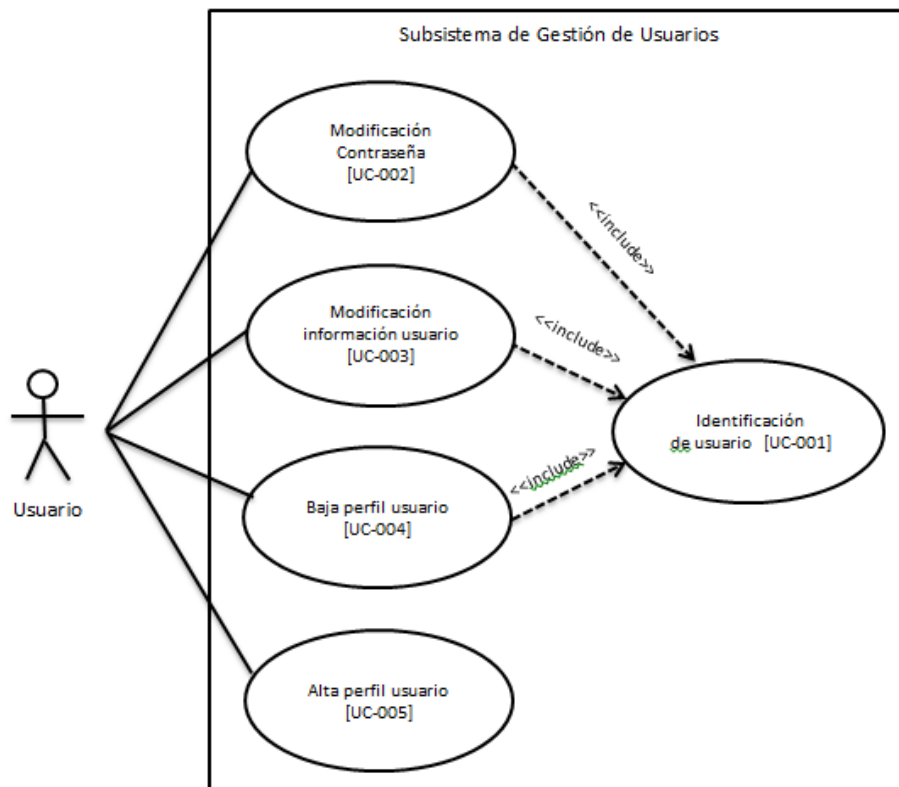 Subsistema de Gestión de Usuarios
Modificación
Contraseña
[UC-002]
<<include>>
Modificación
información usuario
[UC-003]
<<include>>
Identificación
de usuario [UC-001]
Usuario
Baja perfil usuario
[UC-004]
<<include>>
Alta perfil usuario
[UC-005]